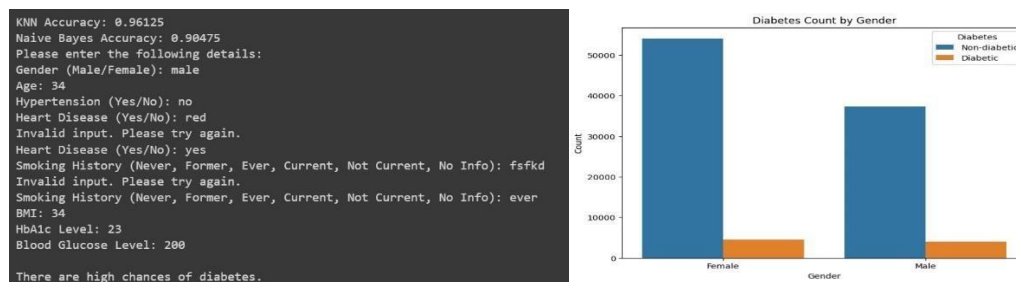 KNN Accuracy: 0.96125
Naive Bayes Accuracy: 0.90475
Please enter the following details:
Gender (Male/Female): male
Age: 34
Hypertension (Yes/No): no
Heart Disease (Yes/No): red
Invalid input. Please try again.
Heart Disease (Yes/No): yes
Smoking History (Never, Former, Ever, Current, Not Current, No Info): fsfkd
Invalid input. Please try again.
Smoking History (Never, Former, Ever, Current, Not Current, No Info): ever
BMI: 34
HbA1c Level: 23
Blood Glucose Level: 200
There are high chances of diabetes.
Diabetes Count by Gender
Diabetes
Non-diabetic
Diabetic
50000
40000
30000
20000
10000
0
Count
Female
Male
Gender